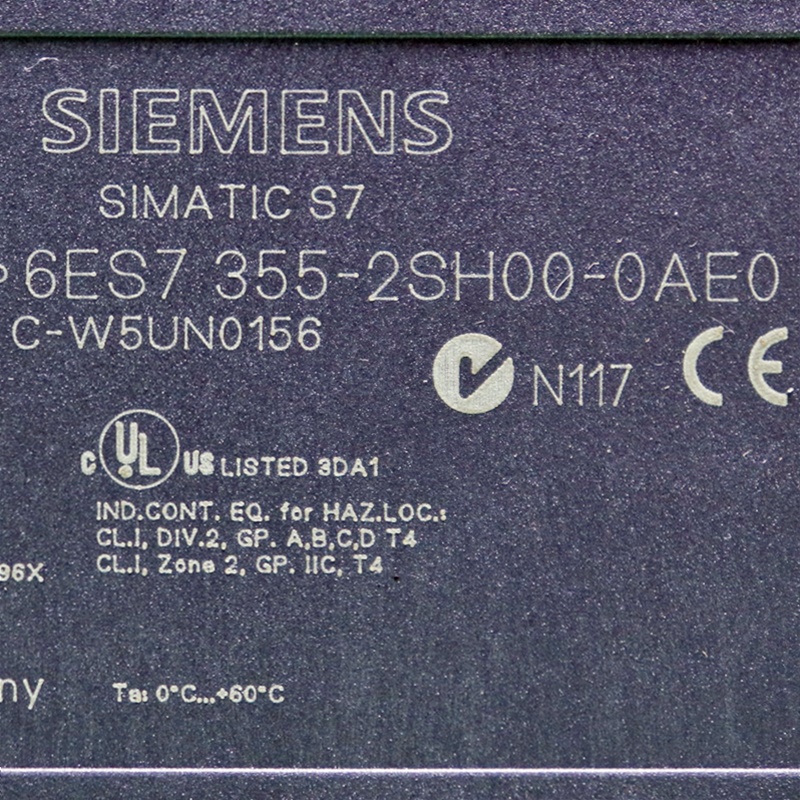 SIEMENS
SIMATIC S7
6ES7 355-2SH00-0AE0
C-W5UN0156
N117 CE
C UL US LISTED 3DA1
IND.CONT. EQ. for HAZ.LOC.:
CL.I, DIV.2, GP. A,B,C,D T4
CL.I, Zone 2, GP. IIC, T4
96X
ny
Ta: 0°C...+60°C